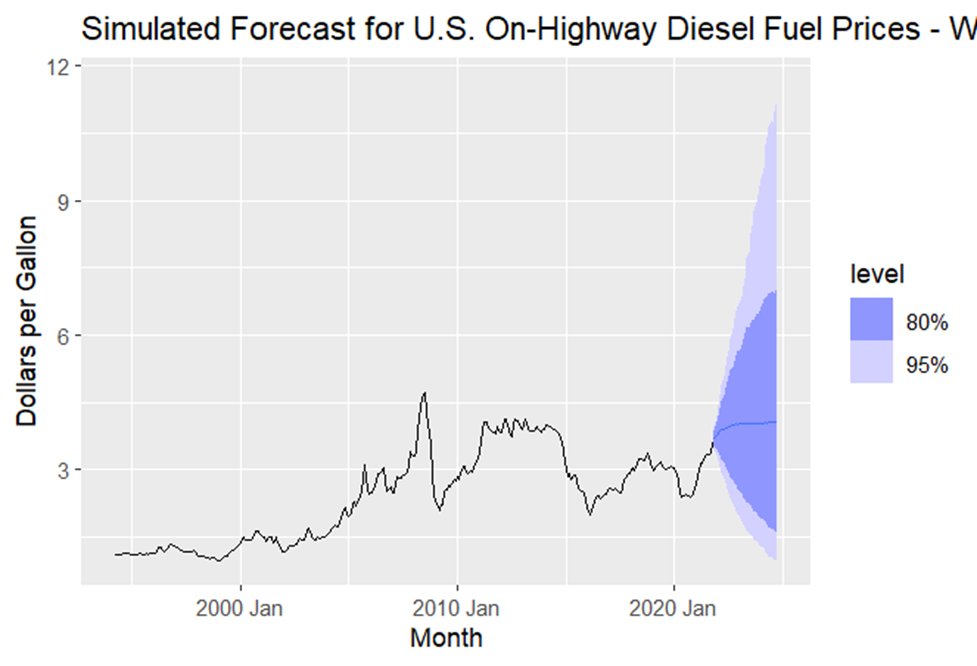 Simulated Forecast for U.S. On-Highway Diesel Fuel Prices - W
12
9
6
3
Dollars per Gallon
2000 Jan
2010 Jan
2020 Jan
Month
level
80%
95%